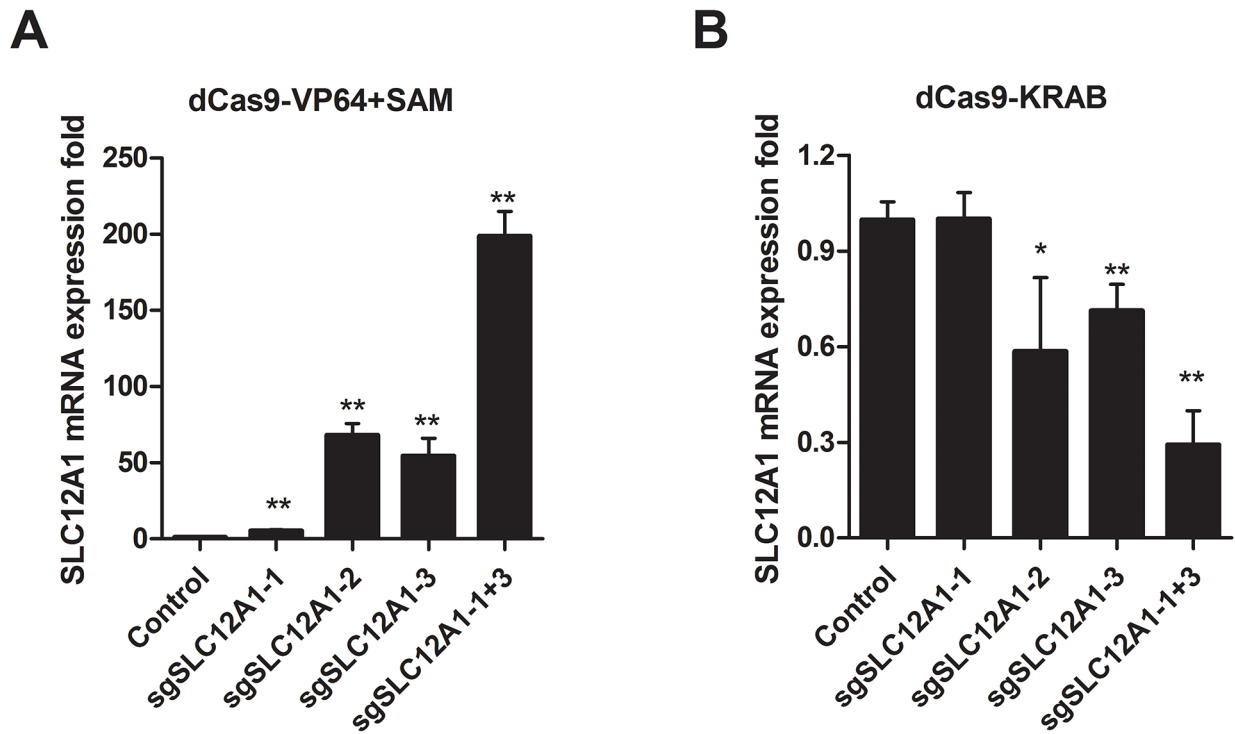 A
dCas9-VP64+SAM
SLC12A1 mRNA expression fold
250
200
150
100
50
0
**
**
**
**
Control
sgSLC12A1-1
sgSLC12A1-2
sgSLC12A1-3
sgSLC12A1-1+3
B
dCas9-KRAB
SLC12A1 mRNA expression fold
1.2
0.9
0.6
0.3
0.0
*
**
**
Control
sgSLC12A1-1
sgSLC12A1-2
sgSLC12A1-3
sgSLC12A1-1+3